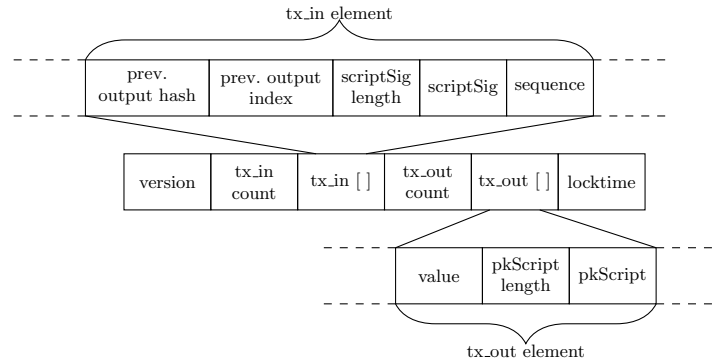 tx_in element
prev.
output hash
prev. output
index
scriptSig
length
scriptSig
sequence
version
tx_in
count
tx_in [ ]
tx_out
count
tx_out [ ]
locktime
value
pkScript
length
pkScript
tx_out element